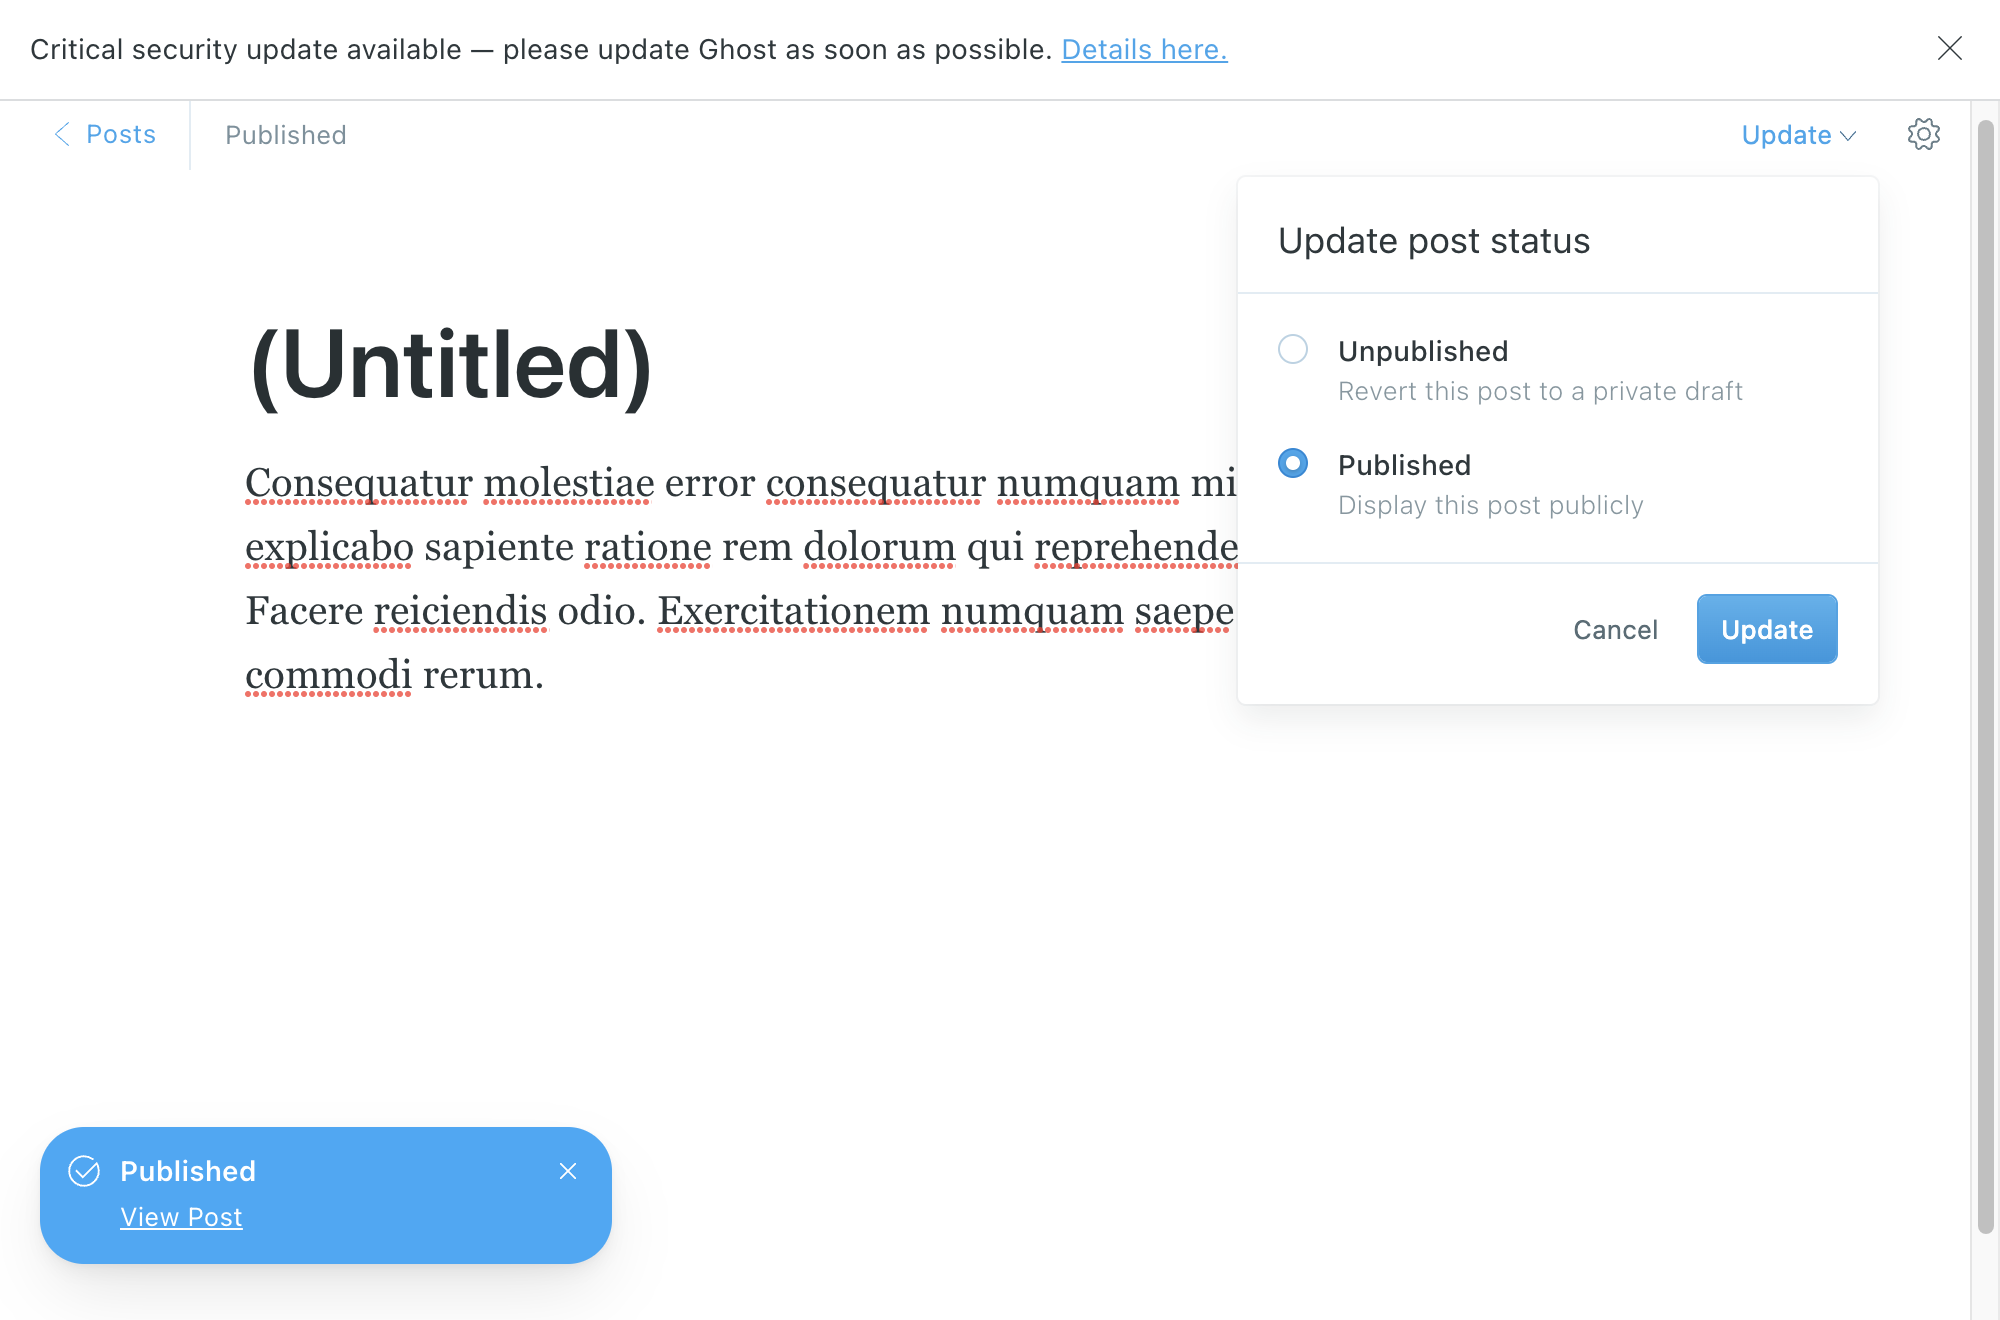 Critical security update available — please update Ghost as soon as possible. Details here.
Posts
Published
Update
Update post status
Unpublished
Revert this post to a private draft
Published
Display this post publicly
Cancel
Update
(Untitled)
Consequatur molestiae error consequatur numquam mi
explicabo sapiente ratione rem dolorum qui reprehende
Facere reiciendis odio. Exercitationem numquam saepe
commodi rerum.
Published
View Post